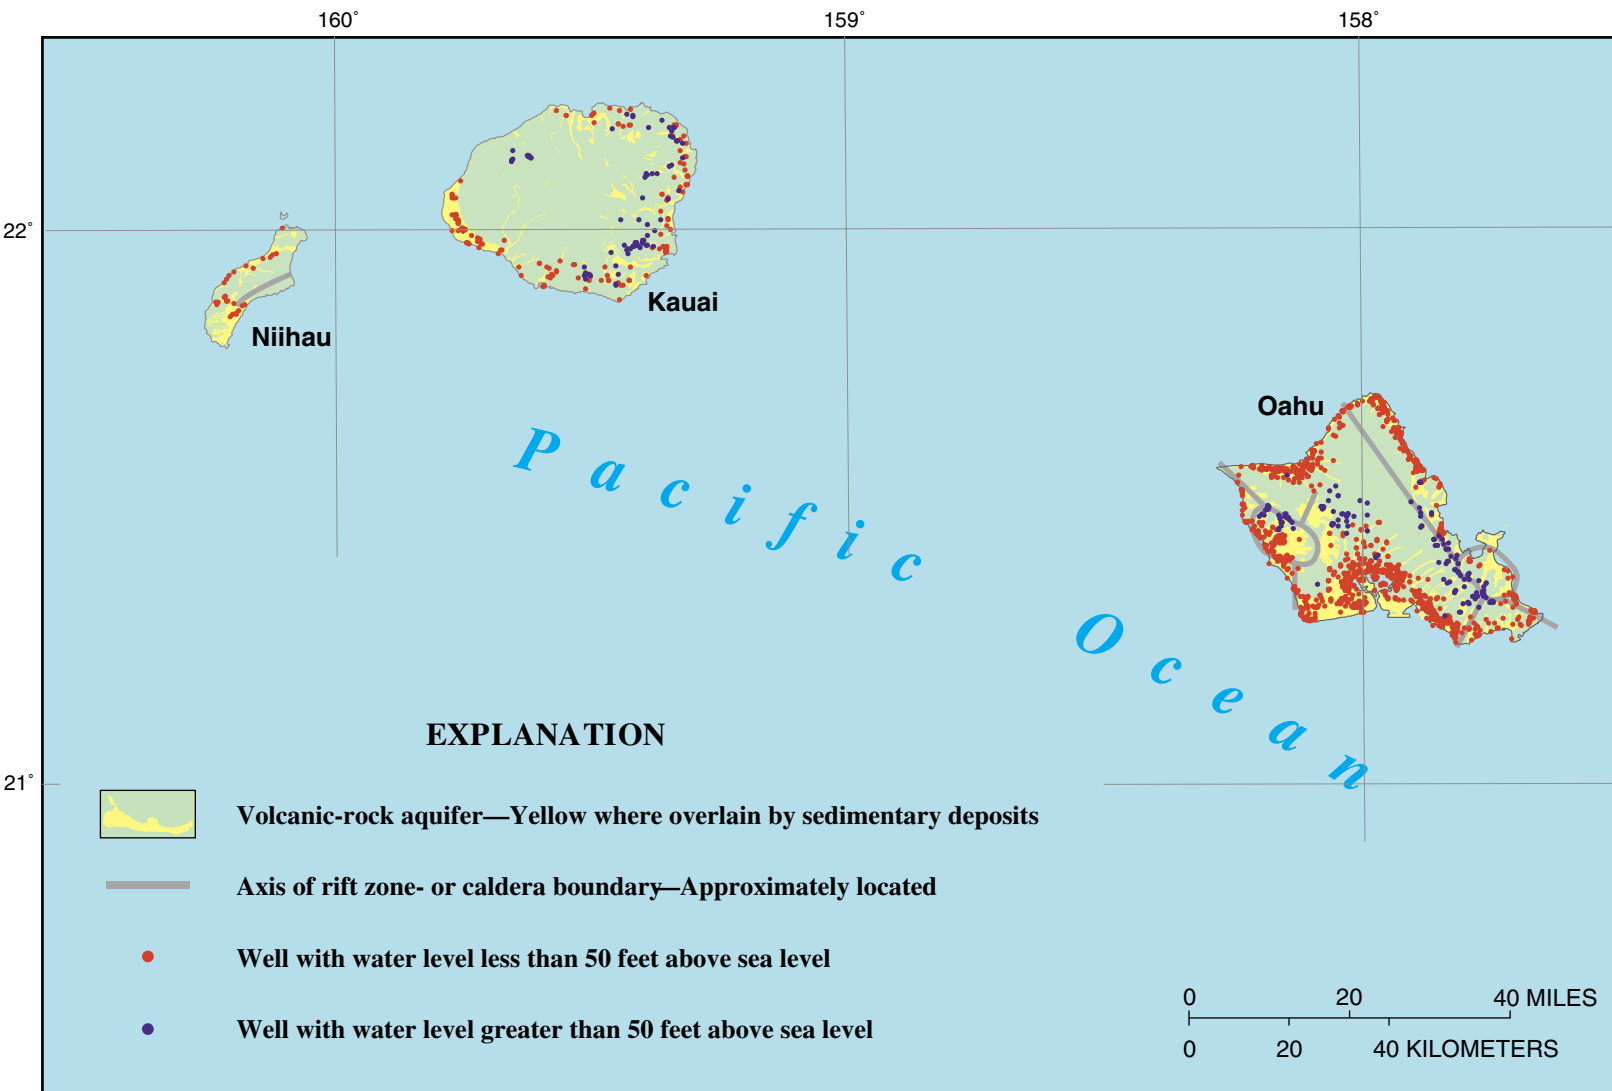 160° 159° 158°
22°
Kauai
Niihau
Oahu
Pacific Ocean
21°
EXPLANATION
Volcanic-rock aquifer—Yellow where overlain by sedimentary deposits
Axis of rift zone- or caldera boundary—Approximately located
Well with water level less than 50 feet above sea level
Well with water level greater than 50 feet above sea level
0 20 40 MILES
0 20 40 KILOMETERS